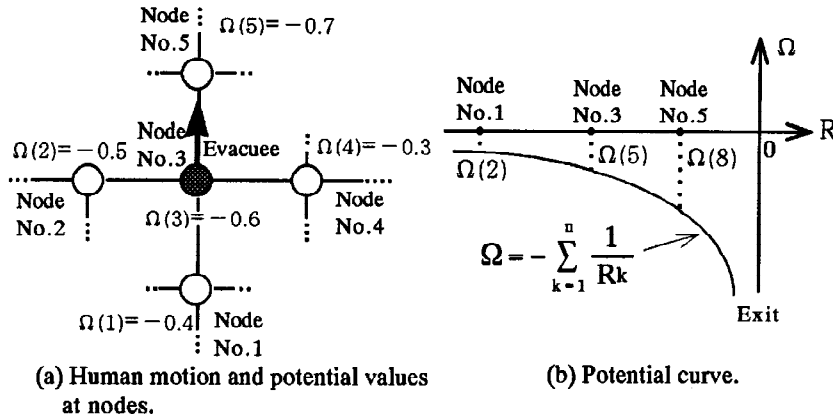 Ω(5)=−0.7
Node
No.5
Node
No.3
Evacuee
Ω(2)=−0.5
Ω(4)=−0.3
Node
No.2
Ω(3)=−0.6
Node
No.4
Ω(1)=−0.4
Node
No.1
(a) Human motion and potential values
at nodes.
Ω
Node
No.1
Node
No.3
Node
No.5
R
0
Ω(2)
Ω(5)
Ω(8)
Ω = − n ∑ k=1 1/Rk
Exit
(b) Potential curve.